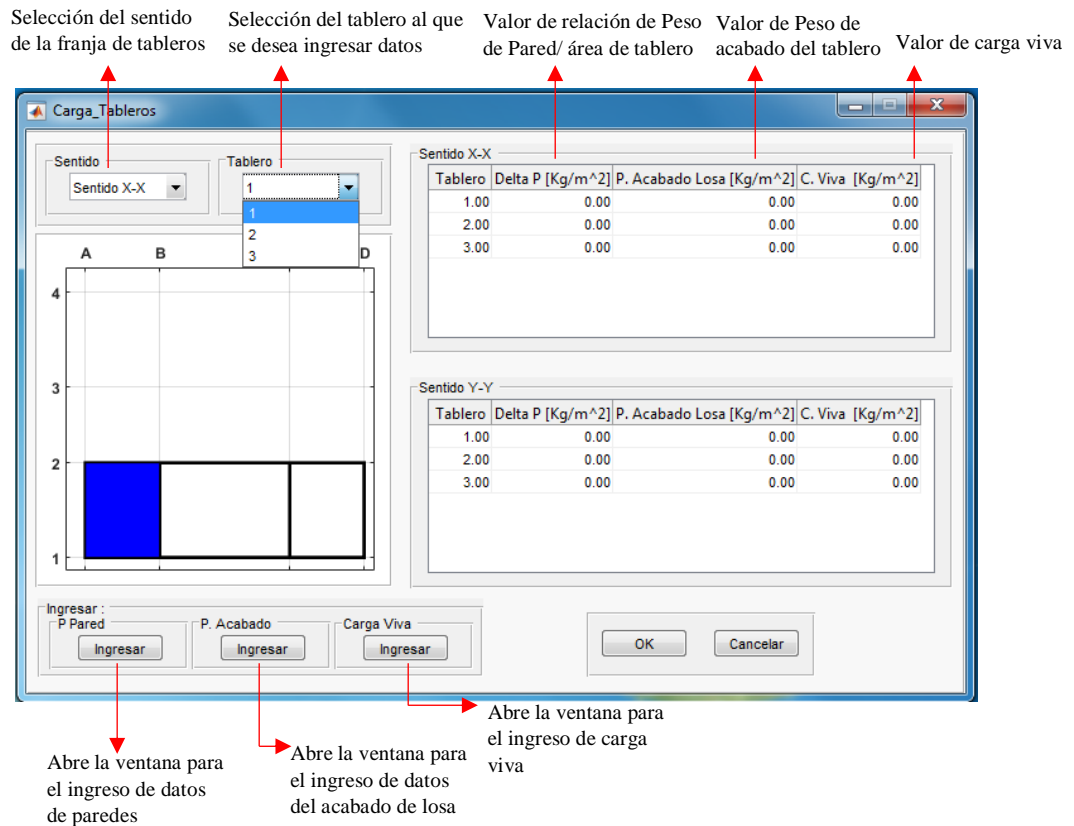 Selección del sentido
de la franja de tableros
Selección del tablero al que
se desea ingresar datos
Valor de relación de Peso
de Pared/ área de tablero
Valor de Peso de
acabado del tablero
Valor de carga viva
Carga_Tableros
Sentido
Sentido X-X
Tablero
1
1
2
3
A B D
4
3
2
1
Sentido X-X
Tablero Delta P [Kg/m^2] P. Acabado Losa [Kg/m^2] C. Viva [Kg/m^2]
1.00 0.00 0.00 0.00
2.00 0.00 0.00 0.00
3.00 0.00 0.00 0.00
Sentido Y-Y
Tablero Delta P [Kg/m^2] P. Acabado Losa [Kg/m^2] C. Viva [Kg/m^2]
1.00 0.00 0.00 0.00
2.00 0.00 0.00 0.00
3.00 0.00 0.00 0.00
Ingresar :
P Pared
Ingresar
P. Acabado
Ingresar
Carga Viva
Ingresar
OK
Cancelar
Abre la ventana para
el ingreso de datos
de paredes
Abre la ventana para
el ingreso de datos
del acabado de losa
Abre la ventana para
el ingreso de carga
viva